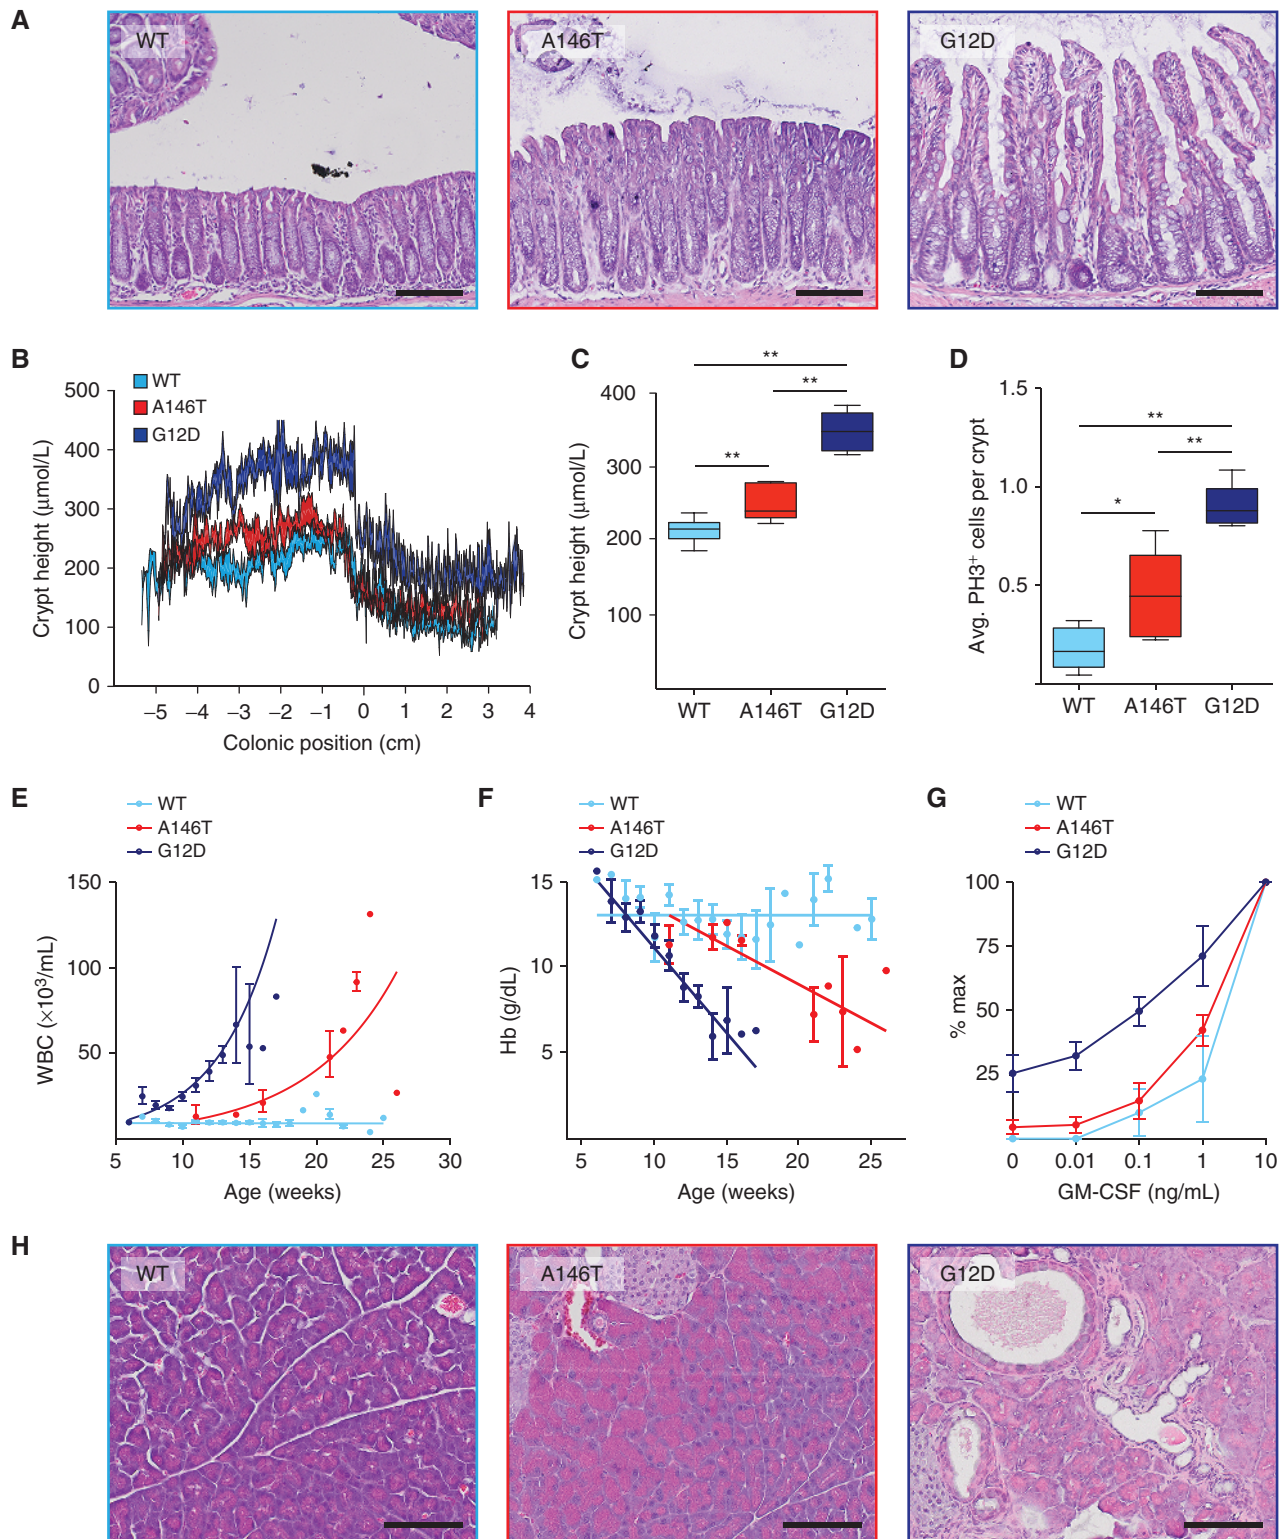 A
WT
A146T
G12D
B
WT
A146T
G12D
500
400
300
200
100
0
Crypt height (μmol/L)
–5 –4 –3 –2 –1 0 1 2 3 4
Colonic position (cm)
C
** 
**
**
400
300
200
100
Crypt height (μmol/L)
WT A146T G12D
D
**
**
*
1.5
1.0
0.5
Avg. PH3+ cells per crypt
WT A146T G12D
E
WT
A146T
G12D
150
100
50
WBC (×10³/mL)
5 10 15 20 25 30
Age (weeks)
F
WT
A146T
G12D
15
10
5
Hb (g/dL)
5 10 15 20 25
Age (weeks)
G
WT
A146T
G12D
100
75
50
25
% max
0 0.01 0.1 1 10
GM-CSF (ng/mL)
H
WT
A146T
G12D